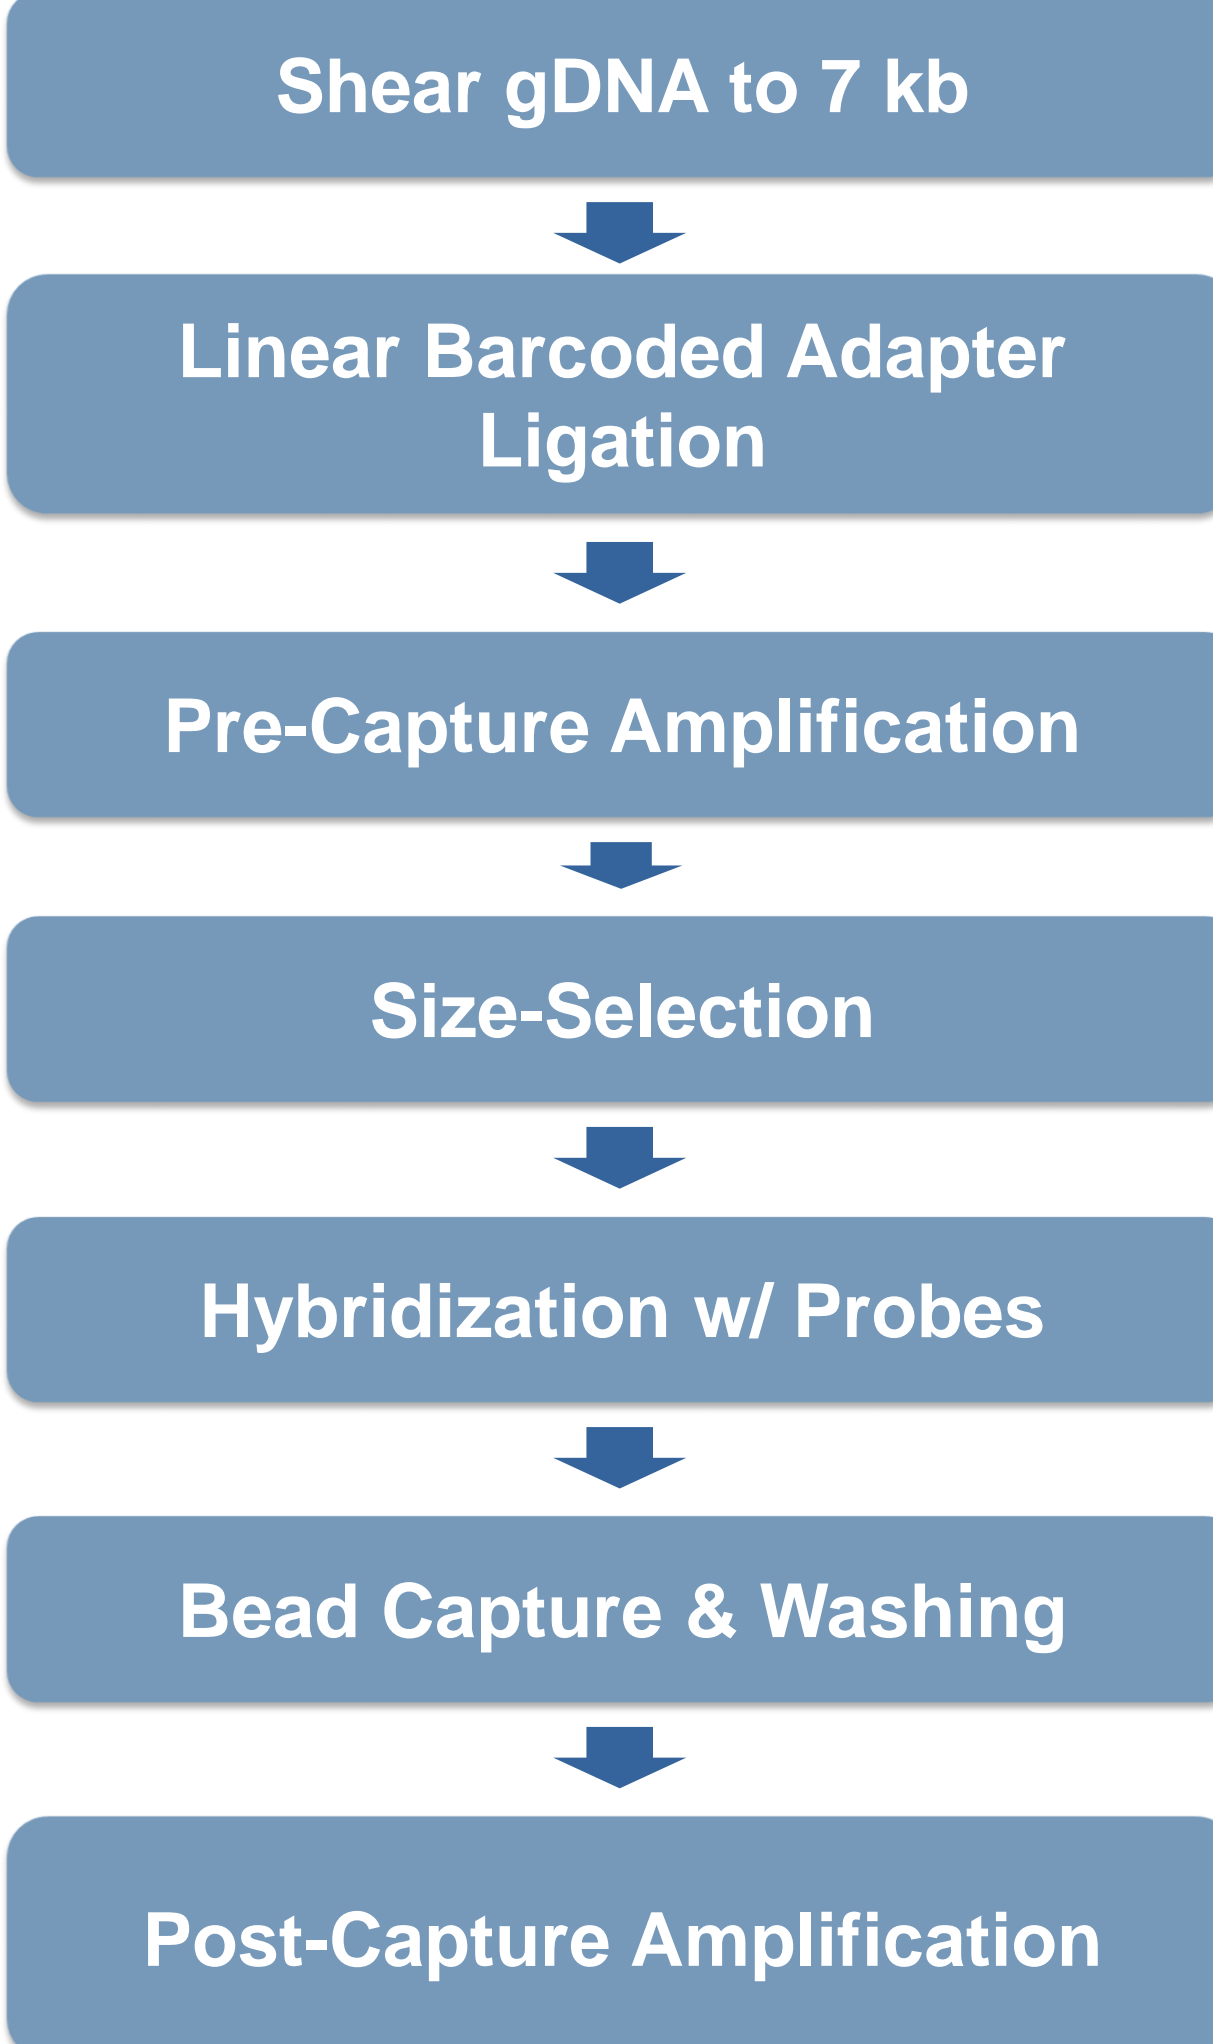 Shear gDNA to 7 kb
Linear Barcoded Adapter
Ligation
Pre-Capture Amplification
Size-Selection
Hybridization w/ Probes
Bead Capture & Washing
Post-Capture Amplification